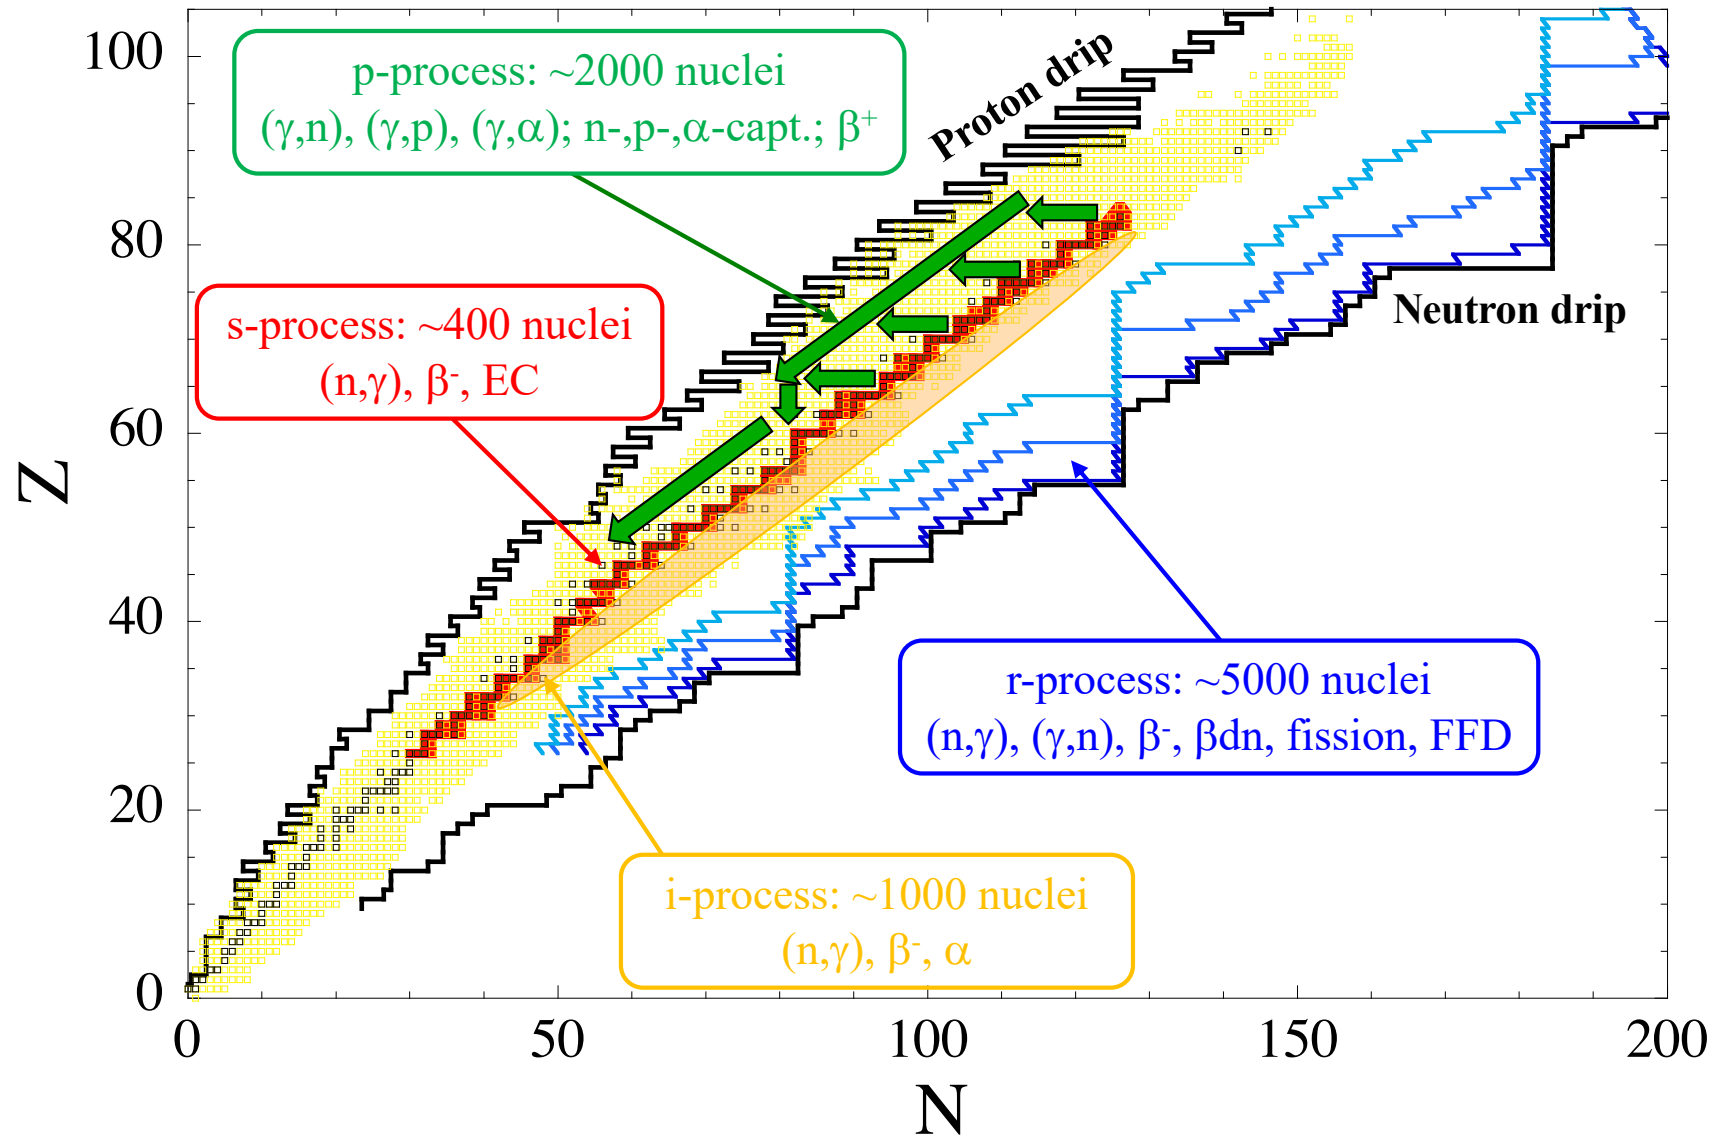 p-process: ~2000 nuclei
(γ,n), (γ,p), (γ,α); n-,p-,α-capt.; β⁺
Proton drip
s-process: ~400 nuclei
(n,γ), β⁻, EC
Neutron drip
r-process: ~5000 nuclei
(n,γ), (γ,n), β⁻, βdn, fission, FFD
i-process: ~1000 nuclei
(n,γ), β⁻, α
Z
100
80
60
40
20
0
0 50 100 150 200
N